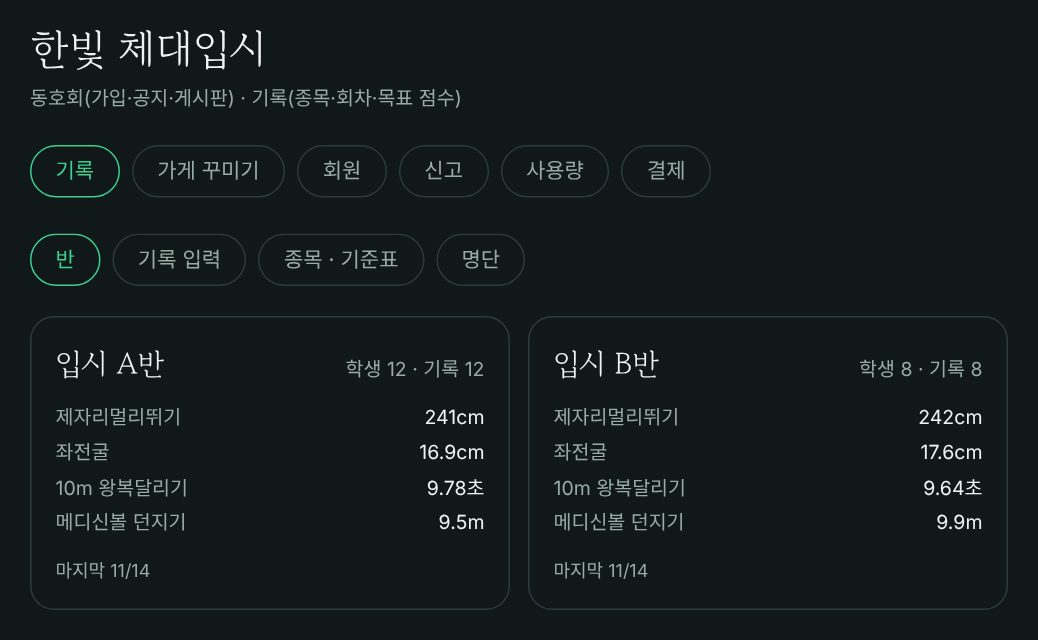 한빛 체대입시
동호회(가입·공지·게시판) · 기록(종목·회차·목표 점수)
기록 가게 꾸미기 회원 신고 사용량 결제
반 기록 입력 종목 · 기준표 명단
입시 A반 학생 12 · 기록 12
제자리멀리뛰기 241cm
좌전굴 16.9cm
10m 왕복달리기 9.78초
메디신볼 던지기 9.5m
마지막 11/14
입시 B반 학생 8 · 기록 8
제자리멀리뛰기 242cm
좌전굴 17.6cm
10m 왕복달리기 9.64초
메디신볼 던지기 9.9m
마지막 11/14